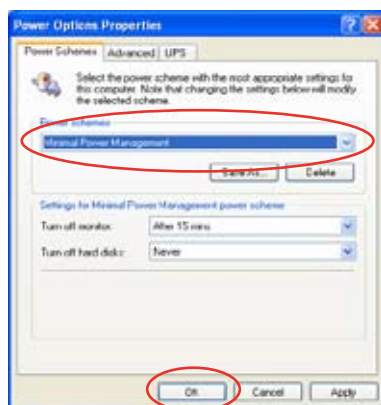 Power Options Properties
Power Schemes Advanced UPS
Select the power scheme with the most appropriate settings for
this computer. Note that changing the settings below will modify
the selected scheme.
Power schemes
Minimal Power Management
Save As... Delete
Settings for Minimal Power Management power scheme
Turn off monitor: After 15 mins
Turn off hard disks: Never
OK Cancel Apply